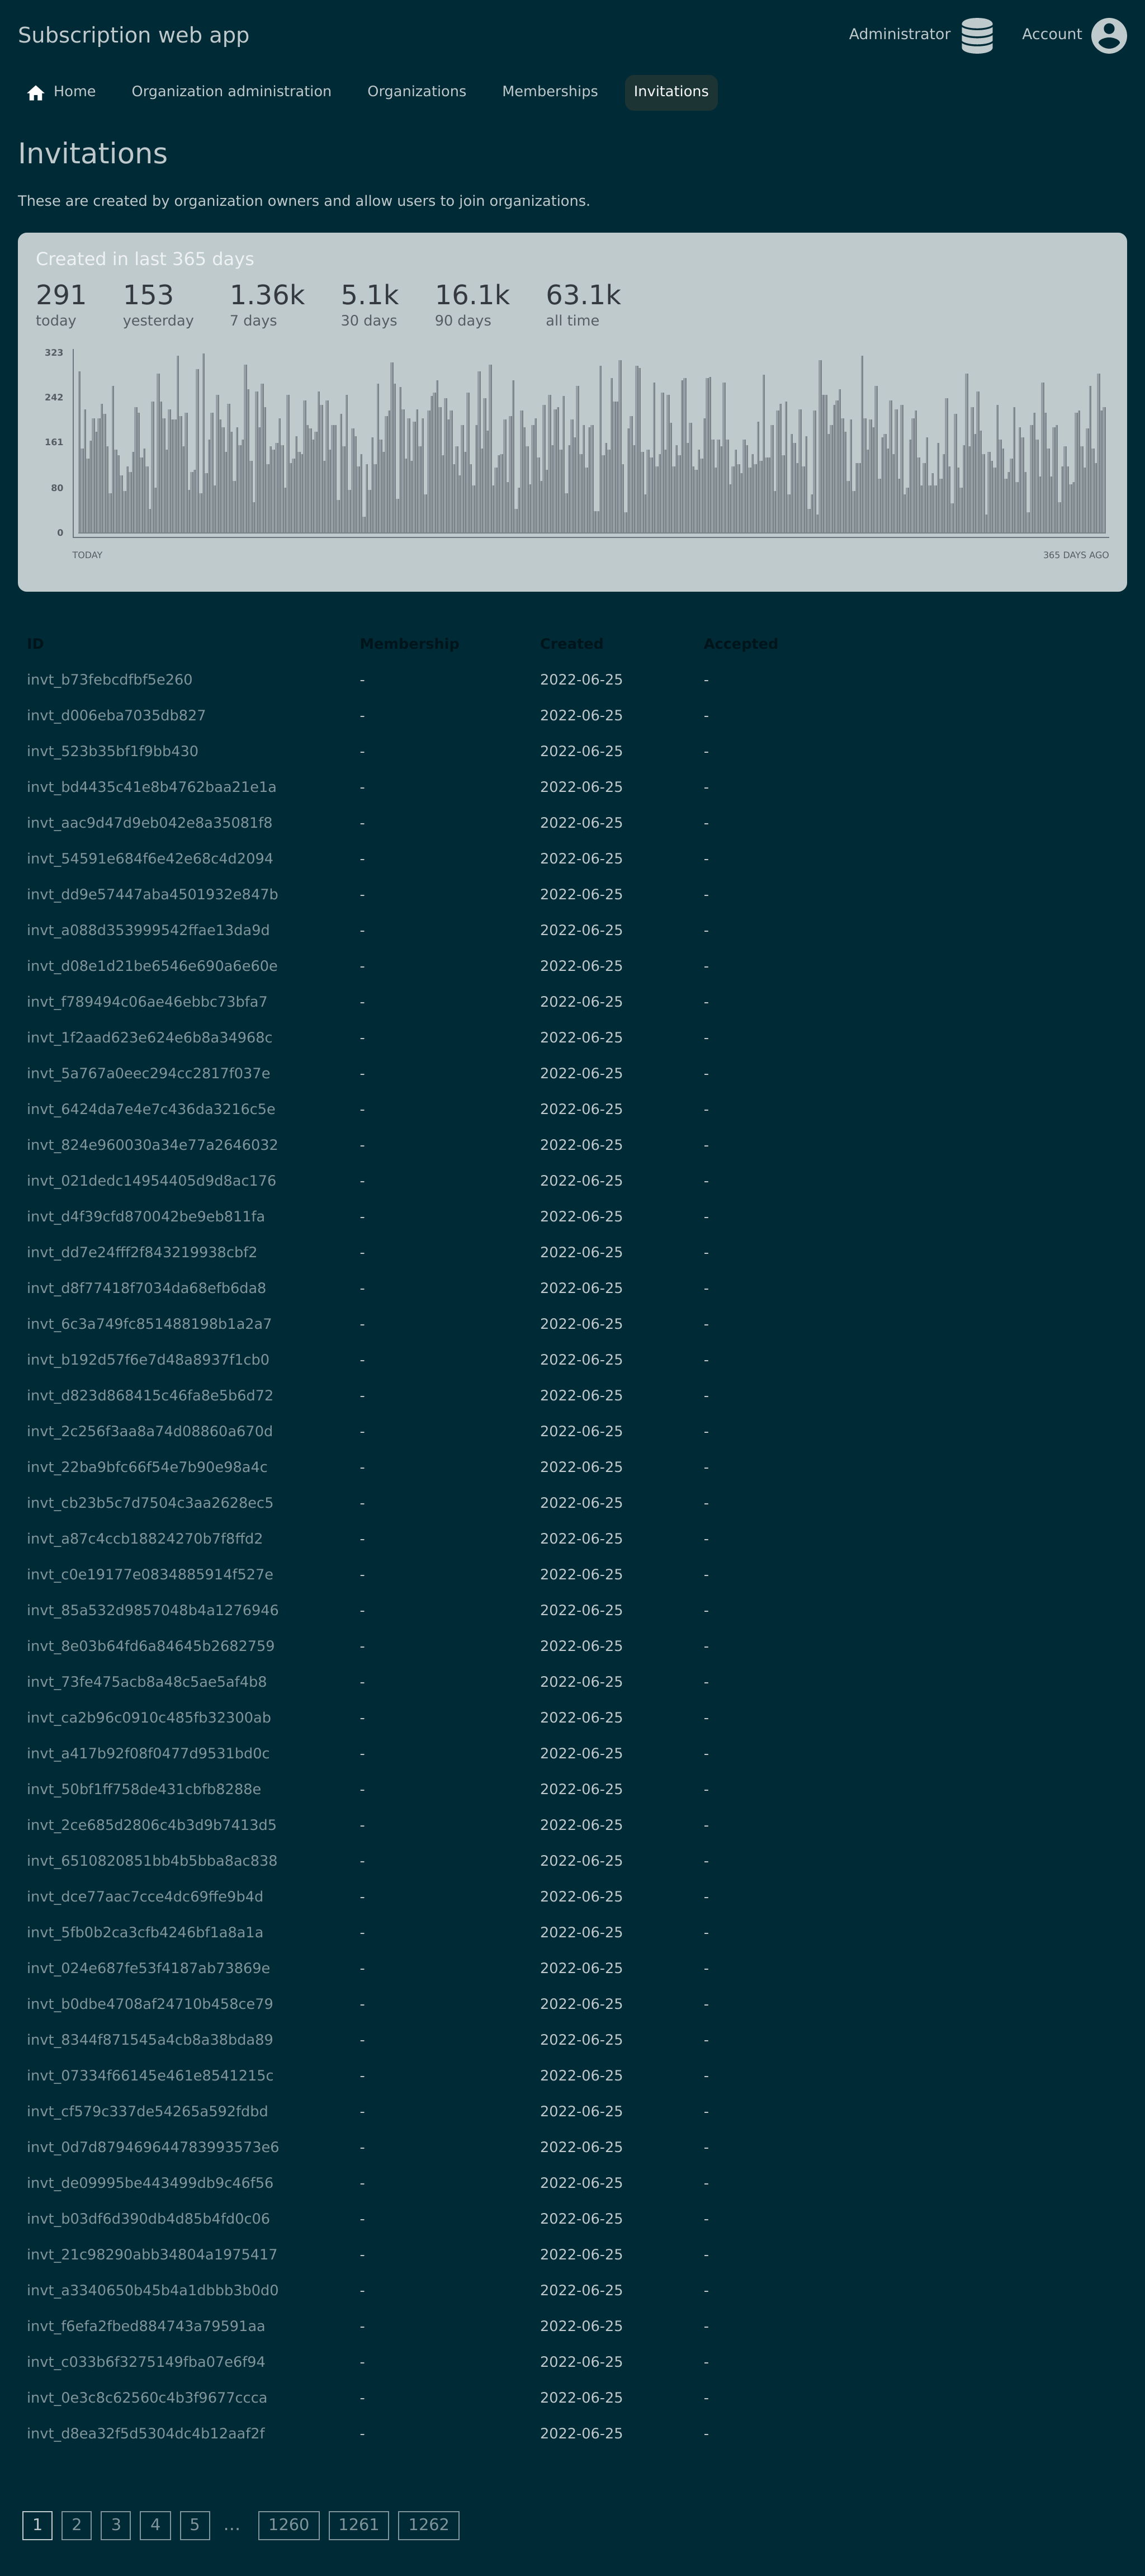 Subscription web app
Administrator
Account
Home Organization administration Organizations Memberships Invitations
Invitations
These are created by organization owners and allow users to join organizations.
Created in last 365 days
291 153 1.36k 5.1k 16.1k 63.1k
today yesterday 7 days 30 days 90 days all time
323
242
161
80
0
TODAY 365 DAYS AGO
ID Membership Created Accepted
invt_b73febcdfbf5e260 - 2022-06-25 -
invt_d006eba7035db827 - 2022-06-25 -
invt_523b35bf1f9bb430 - 2022-06-25 -
invt_bd4435c41e8b4762baa21e1a - 2022-06-25 -
invt_aac9d47d9eb042e8a35081f8 - 2022-06-25 -
invt_54591e684f6e42e68c4d2094 - 2022-06-25 -
invt_dd9e57447aba4501932e847b - 2022-06-25 -
invt_a088d353999542ffae13da9d - 2022-06-25 -
invt_d08e1d21be6546e690a6e60e - 2022-06-25 -
invt_f789494c06ae46ebbc73bfa7 - 2022-06-25 -
invt_1f2aad623e624e6b8a34968c - 2022-06-25 -
invt_5a767a0eec294cc2817f037e - 2022-06-25 -
invt_6424da7e4e7c436da3216c5e - 2022-06-25 -
invt_824e960030a34e77a2646032 - 2022-06-25 -
invt_021dedc14954405d9d8ac176 - 2022-06-25 -
invt_d4f39cfd870042be9eb811fa - 2022-06-25 -
invt_dd7e24fff2f843219938cbf2 - 2022-06-25 -
invt_d8f77418f7034da68efb6da8 - 2022-06-25 -
invt_6c3a749fc851488198b1a2a7 - 2022-06-25 -
invt_b192d57f6e7d48a8937f1cb0 - 2022-06-25 -
invt_d823d868415c46fa8e5b6d72 - 2022-06-25 -
invt_2c256f3aa8a74d08860a670d - 2022-06-25 -
invt_22ba9bfc66f54e7b90e98a4c - 2022-06-25 -
invt_cb23b5c7d7504c3aa2628ec5 - 2022-06-25 -
invt_a87c4ccb18824270b7f8ffd2 - 2022-06-25 -
invt_c0e19177e0834885914f527e - 2022-06-25 -
invt_85a532d9857048b4a1276946 - 2022-06-25 -
invt_8e03b64fd6a84645b2682759 - 2022-06-25 -
invt_73fe475acb8a48c5ae5af4b8 - 2022-06-25 -
invt_ca2b96c0910c485fb32300ab - 2022-06-25 -
invt_a417b92f08f0477d9531bd0c - 2022-06-25 -
invt_50bf1ff758de431cbfb8288e - 2022-06-25 -
invt_2ce685d2806c4b3d9b7413d5 - 2022-06-25 -
invt_6510820851bb4b5bba8ac838 - 2022-06-25 -
invt_dce77aac7cce4dc69ffe9b4d - 2022-06-25 -
invt_5fb0b2ca3cfb4246bf1a8a1a - 2022-06-25 -
invt_024e687fe53f4187ab73869e - 2022-06-25 -
invt_b0dbe4708af24710b458ce79 - 2022-06-25 -
invt_8344f871545a4cb8a38bda89 - 2022-06-25 -
invt_07334f66145e461e8541215c - 2022-06-25 -
invt_cf579c337de54265a592fdbd - 2022-06-25 -
invt_0d7d879469644783993573e6 - 2022-06-25 -
invt_de09995be443499db9c46f56 - 2022-06-25 -
invt_b03df6d390db4d85b4fd0c06 - 2022-06-25 -
invt_21c98290abb34804a1975417 - 2022-06-25 -
invt_a3340650b45b4a1dbbb3b0d0 - 2022-06-25 -
invt_f6efa2fbed884743a79591aa - 2022-06-25 -
invt_c033b6f3275149fba07e6f94 - 2022-06-25 -
invt_0e3c8c62560c4b3f9677ccca - 2022-06-25 -
invt_d8ea32f5d5304dc4b12aaf2f - 2022-06-25 -
1 2 3 4 5 ... 1260 1261 1262